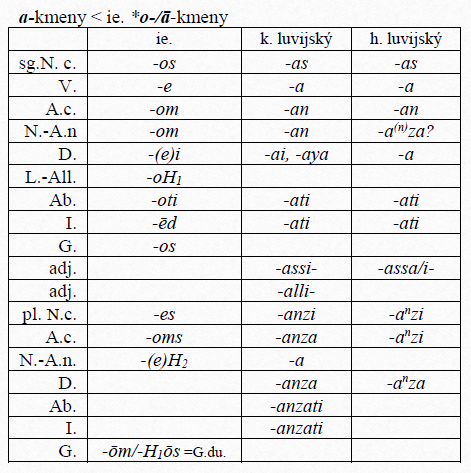 a-kmeny < ie. *o-/ā-kmeny
ie. k. luvijský h. luvijský
sg.N. c. -os -as -as
V. -e -a -a
A.c. -om -an -an
N.-A.n -om -an -a⁽ⁿ⁾za?
D. -(e)i -ai, -aya -a
L.-All. -oH₁
Ab. -oti -ati -ati
I. -ēd -ati -ati
G. -os
adj. -assi- -assa/i-
adj. -alli-
pl. N.c. -es -anzi -aⁿzi
A.c. -oms -anza -aⁿzi
N.-A.n. -(e)H₂ -a
D. -anza -aⁿza
Ab. -anzati
I. -anzati
G. -ōm/-H₁ōs =G.du.